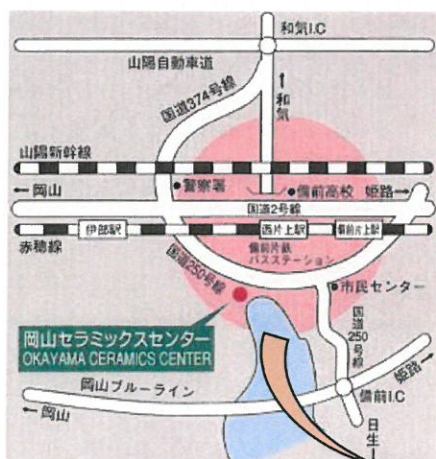 和気I.C
山陽自動車道
国道374号線
↑和気
山陽新幹線
←岡山
警察署
備前高校
姫路→
国道2号線
赤穂線
伊部駅
西片上駅
備前片上駅
備前片鉄
バスステーション
国道250号線
市民センター
岡山セラミックスセンター
OKAYAMA CERAMICS CENTER
国道250号線
岡山ブルーライン
←岡山
備前I.C
姫路→
日生